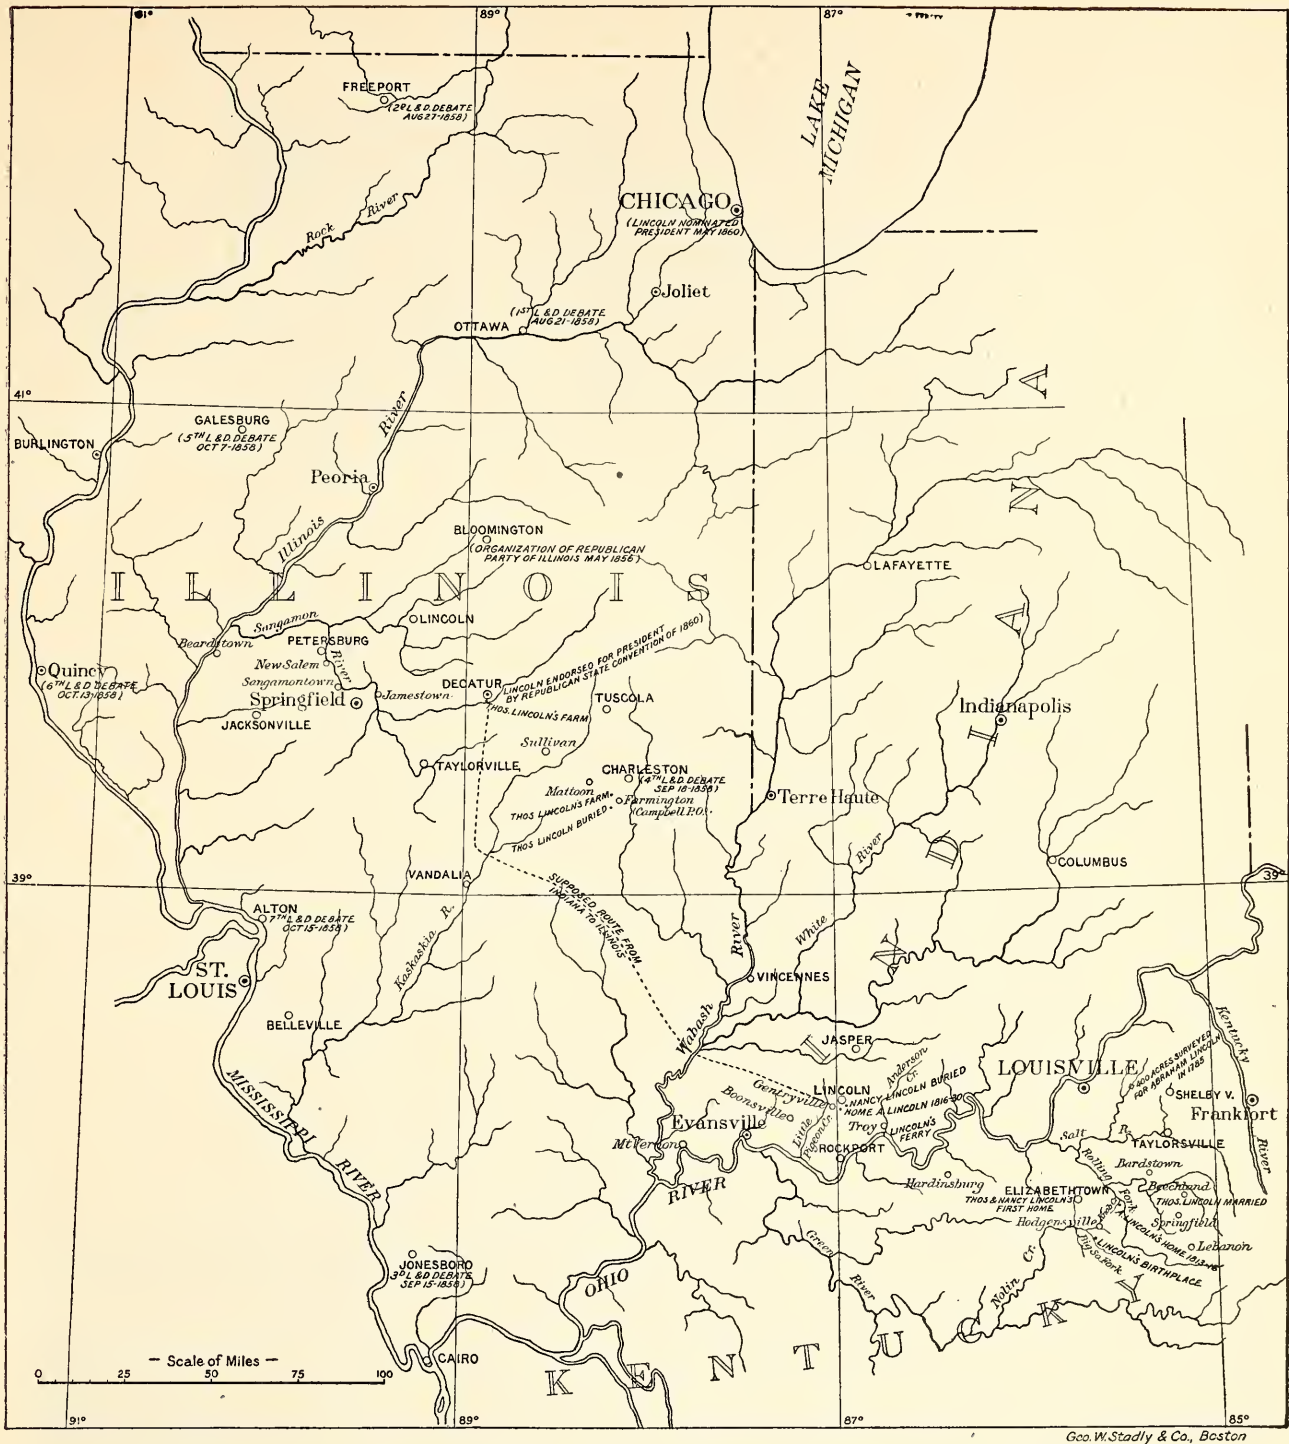 91°
89°
87°
FREEPORT
(2D L & D. DEBATE
AUG 27-1858)
LAKE
MICHIGAN
Rock River
CHICAGO
(LINCOLN NOMINATED
PRESIDENT MAY 1860)
Joliet
(1ST L & D DEBATE
AUG 21-1858)
OTTAWA
41°
GALESBURG
(5TH L & D. DEBATE
OCT 7-1858)
BURLINGTON
Peoria
Illinois River
BLOOMINGTON
(ORGANIZATION OF REPUBLICAN
PARTY OF ILLINOIS MAY 1856)
LAFAYETTE
ILLINOIS
INDIANA
Sangamon River
LINCOLN
Beardstown
PETERSBURG
New Salem
Sangamontown
Quincy
(6TH L & D DEBATE
OCT. 13-1858)
Springfield
Jamestown
DECATUR
LINCOLN ENDORSED FOR PRESIDENT
BY REPUBLICAN STATE CONVENTION OF 1860)
THOS. LINCOLN'S FARM
TUSCOLA
Indianapolis
JACKSONVILLE
Sullivan
TAYLORVILLE
CHARLESTON
(4TH L & D. DEBATE
SEP 18-1858)
Mattoon
THOS LINCOLN'S FARM
Farmington
(Campbell P.O.)
THOS LINCOLN BURIED
Terre Haute
White River
COLUMBUS
39°
39°
VANDALIA
SUPPOSED ROUTE FROM
INDIANA TO ILLINOIS
ALTON
7TH L & D DEBATE
OCT 15-1858)
Kaskaskia R.
ST.
LOUIS
BELLEVILLE
Wabash River
VINCENNES
JASPER
Anderson Cr.
LOUISVILLE
400 ACRES SURVEYED
FOR ABRAHAM LINCOLN
IN 1785
Kentucky River
SHELBY V.
Frankfort
Gentryville
LINCOLN
NANCY LINCOLN BURIED
HOME A LINCOLN 1816-30
Boonsville
Evansville
Little
Pigeon Cr.
Troy
LINCOLN'S
FERRY
Mt Vernon
ROCKPORT
Salt R.
TAYLORSVILLE
MISSISSIPPI RIVER
OHIO RIVER
Hardinsburg
Rolling Fork
Bardstown
Beechland
THOS. LINCOLN MARRIED
ELIZABETHTOWN
THOS & NANCY LINCOLN'S
FIRST HOME
Hodgensville
Springfield
LINCOLN'S HOME 1813-16
Lebanon
LINCOLN'S BIRTHPLACE
Big So. Fork
Green River
Nolin Cr.
JONESBORO
3D L & D DEBATE
SEP 15-1858)
CAIRO
KENTUCKY
— Scale of Miles —
0 25 50 75 100
91°
89°
87°
85°
Geo. W. Stadly & Co., Boston